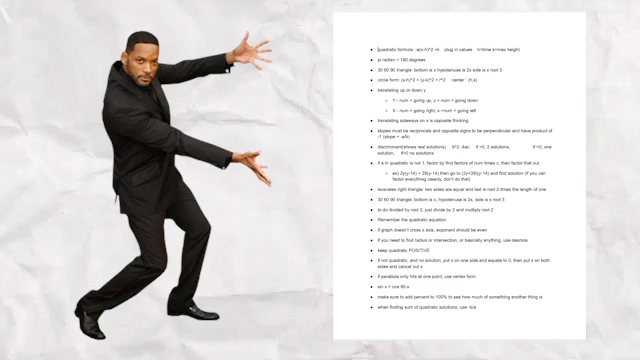 quadratic formula: -a(x-h)^2 +k plug in values h=time k=max height
pi radian = 180 degrees
30 60 90 triangle: bottom is x hypotenuse is 2x side is x root 3
circle form: (x-h)^2 + (y-k)^2 = r^2 center : (h,k)
translating up or down y
Y - num = going up, y + num = going down
X - num = going right, x +num = going left
translating sideways on x is opposite thinking
slopes must be reciprocals and opposite signs to be perpendicular and have product of
-1 (slope = -a/b)
discriminant(shows real solutions) b^2 -4ac if >0, 2 solutions, if =0, one
solution, if<0 no solutions
if a in quadratic is not 1, factor by find factors of num times c, then factor that out
ex) 2y(y-14) + 39(y-14) then go to (2y+39)(y-14) and find solution (if you can
factor everything cleanly, don't do that)
isosceles right triangle: two sides are equal and last is root 2 times the length of one
30 60 90 triangle: bottom is x, hypotenuse is 2x, side is x root 3
to do divided by root 2, just divide by 2 and multiply root 2
Remember the quadratic equation
if graph doesn't cross x axis, exponent should be even
if you need to find radius or intersection, or basically anything, use desmos
keep quadratic POSITIVE
if not quadratic, and no solution, put x on one side and equate to 0, then put x on both
sides and cancel out x
if parabola only hits at one point, use vertex form
sin x = cos 90-x
make sure to add percent to 100% to see how much of something another thing is
when finding sum of quadratic solutions, use -b/a